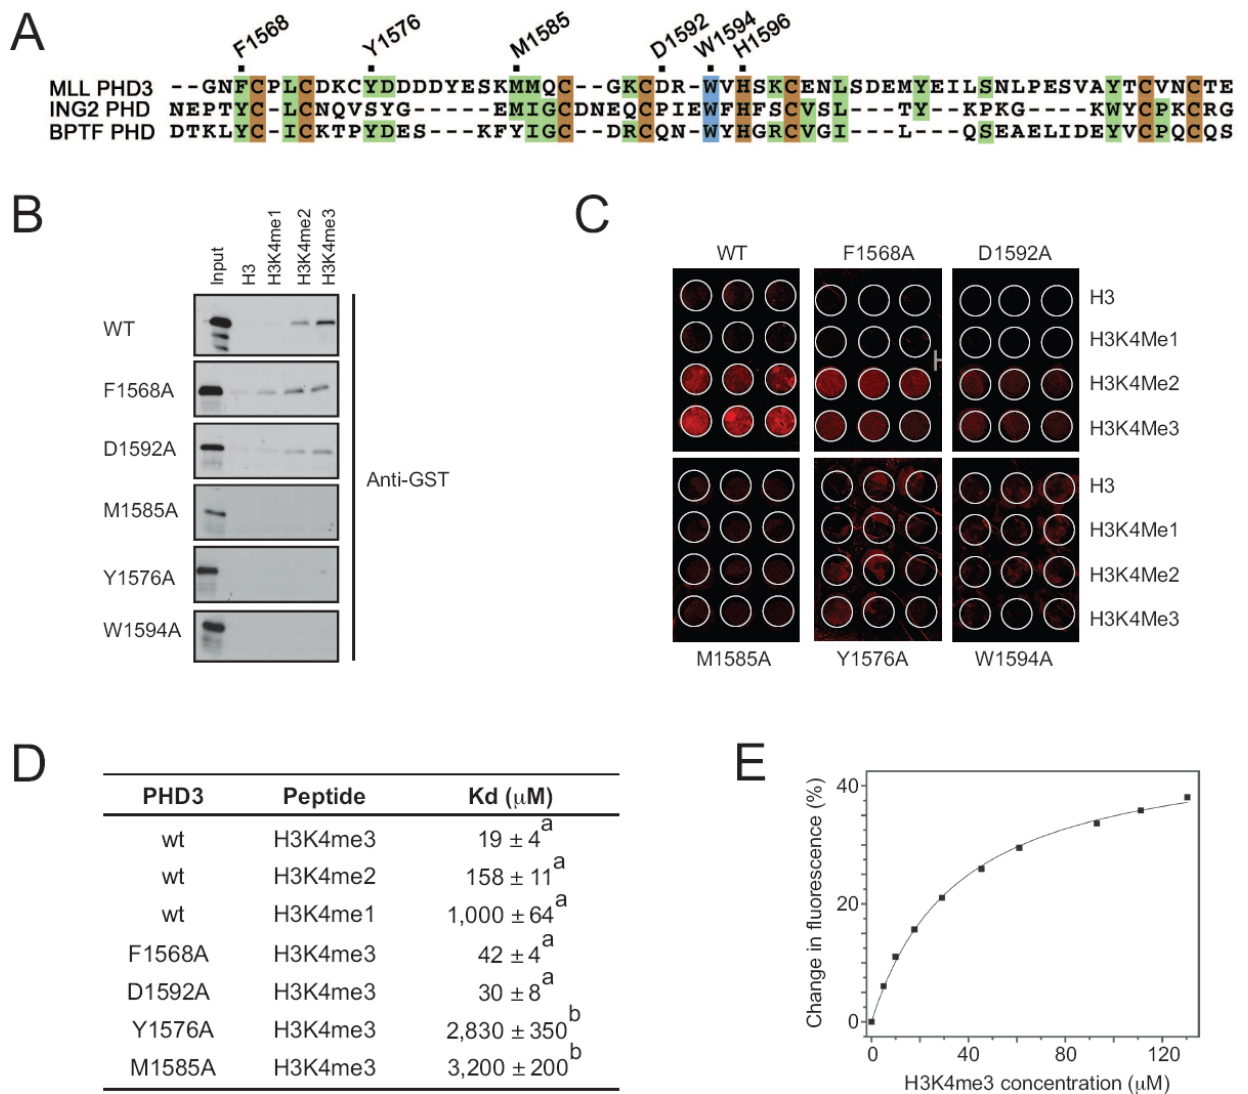 A
F1568 Y1576 M1585 D1592 W1594 H1596
MLL PHD3 --GNFCPLCDKCYDDDDYESKMMQC--GKCDR-WVHSKCENLSDEMYEILSNLPESVAYTCVNCTE
ING2 PHD NEPTYC-LCNQVSYG----EMIGCDNEQCPIEWFHFSCVSL---TY--KPKG---KWYCPKCRG
BPTF PHD DTKLYC-ICKTPYDES---KFYIGC--DRCQN-WYHGRCVGI---L---QSEAELIDEYVCPQCQS
B
Input H3 H3K4me1 H3K4me2 H3K4me3
WT
F1568A
D1592A
M1585A
Y1576A
W1594A
Anti-GST
C
WT F1568A D1592A
H3
H3K4Me1
H3K4Me2
H3K4Me3
H3
H3K4Me1
H3K4Me2
H3K4Me3
M1585A Y1576A W1594A
D
PHD3 Peptide Kd (μM)
wt H3K4me3 19 ± 4a
wt H3K4me2 158 ± 11a
wt H3K4me1 1,000 ± 64a
F1568A H3K4me3 42 ± 4a
D1592A H3K4me3 30 ± 8a
Y1576A H3K4me3 2,830 ± 350b
M1585A H3K4me3 3,200 ± 200b
E
Change in fluorescence (%)
40
20
0
0 40 80 120
H3K4me3 concentration (μM)